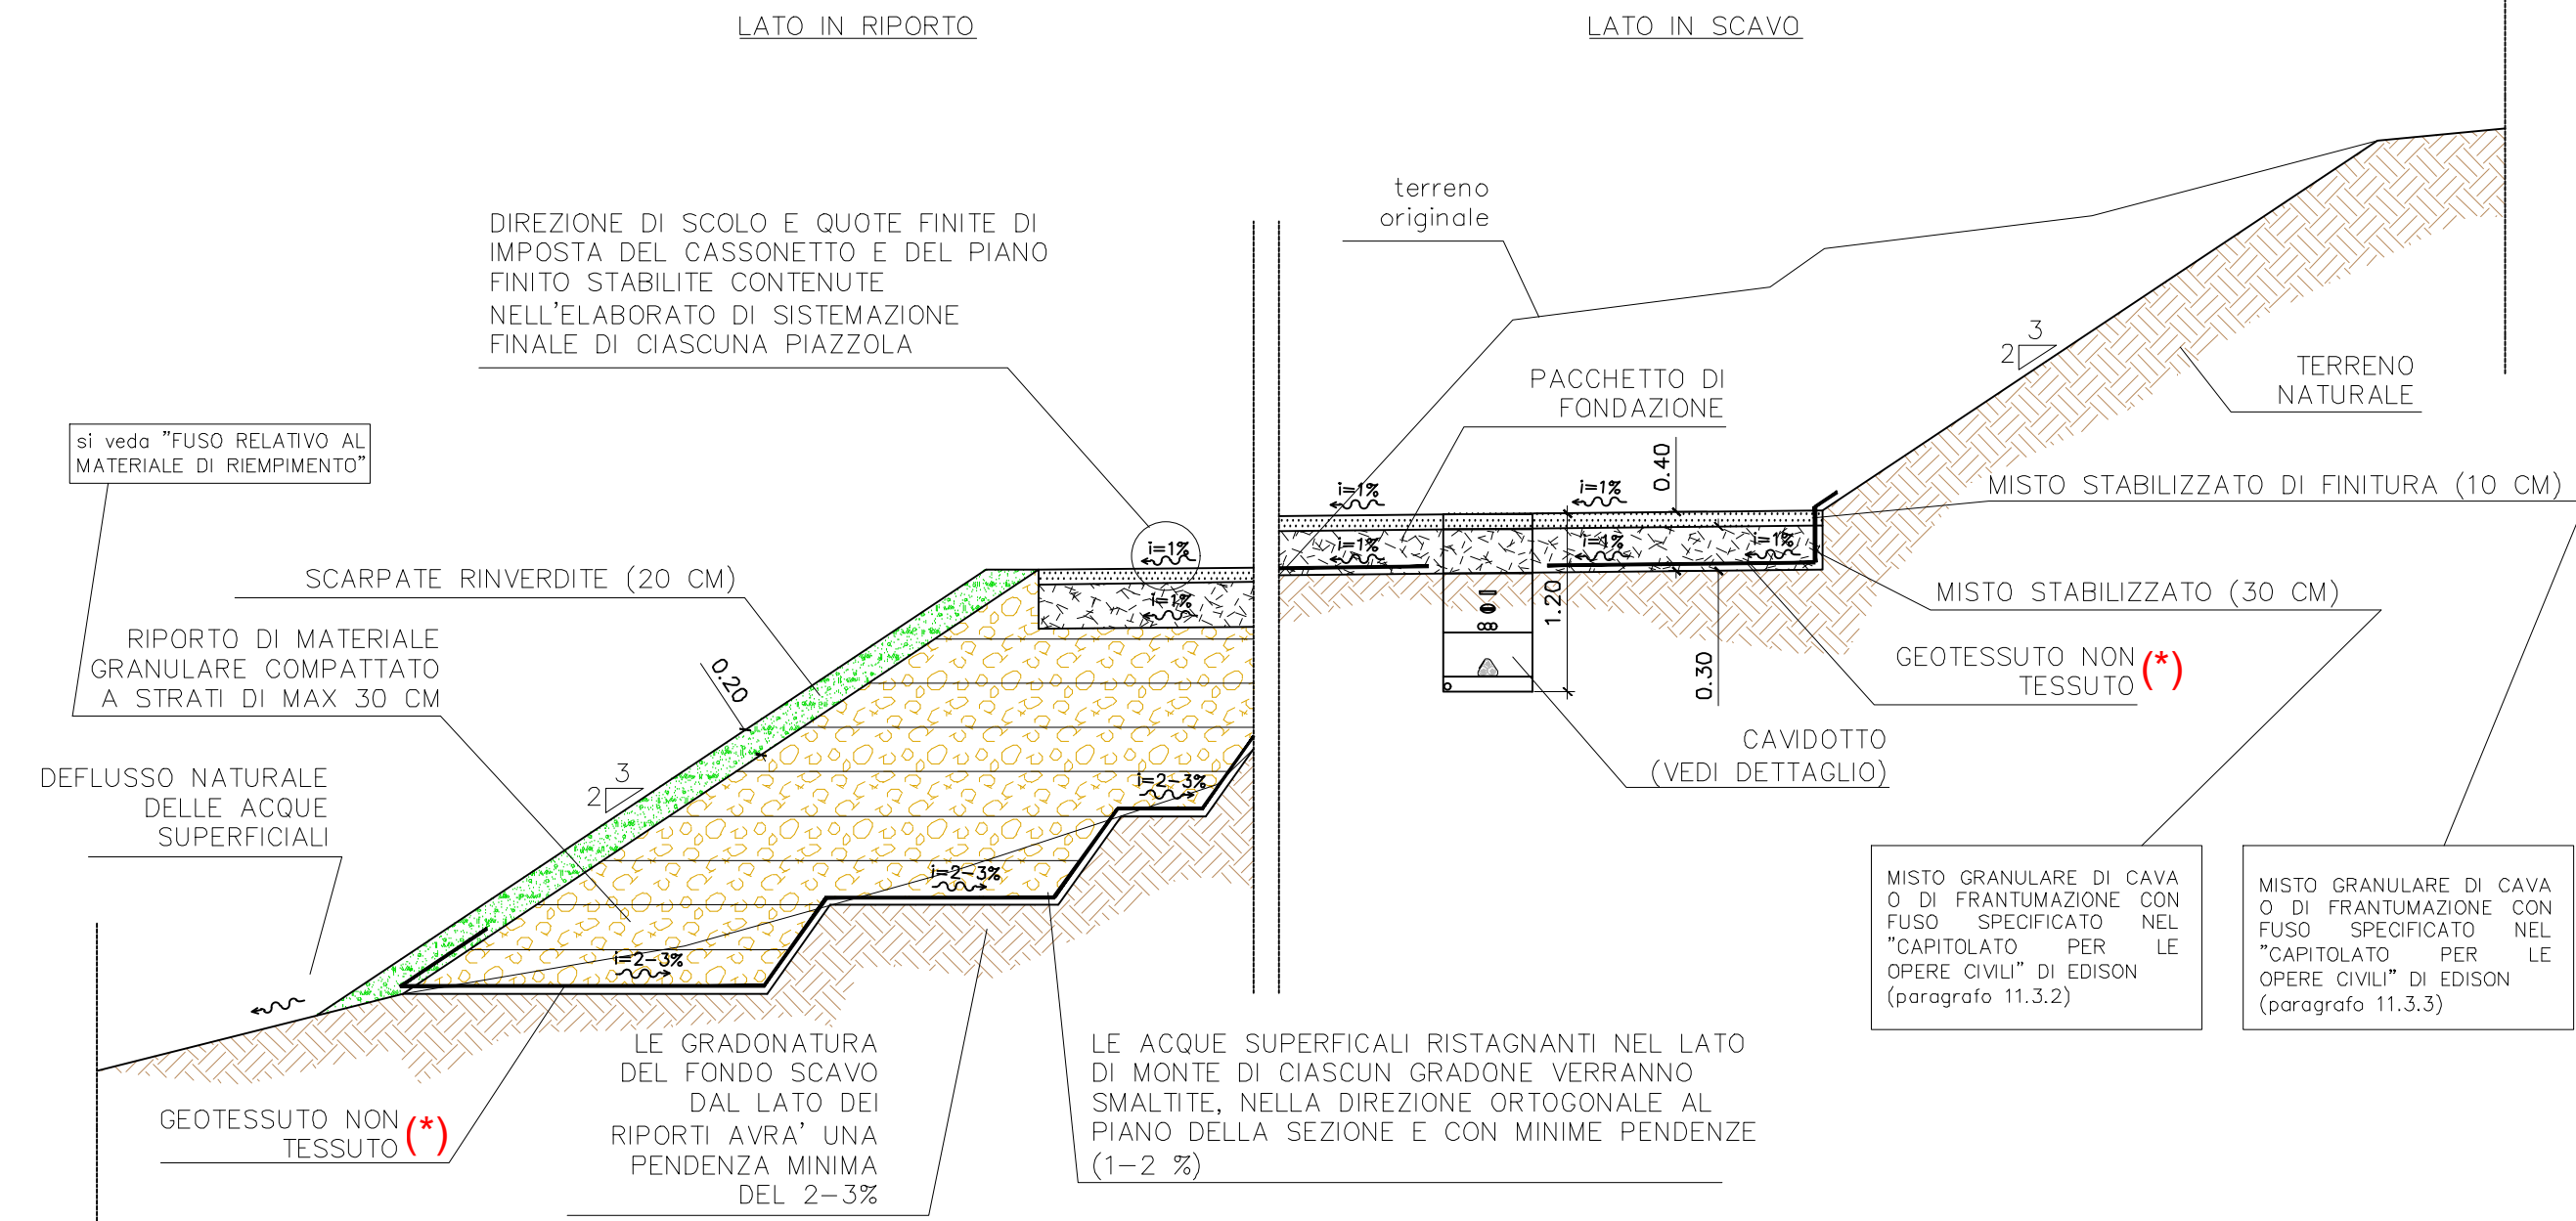 LATO IN RIPORTO
LATO IN SCAVO
DIREZIONE DI SCOLO E QUOTE FINITE DI
IMPOSTA DEL CASSONETTO E DEL PIANO
FINITO STABILITE CONTENUTE
NELL'ELABORATO DI SISTEMAZIONE
FINALE DI CIASCUNA PIAZZOLA
terreno
originale
3
2
TERRENO
NATURALE
PACCHETTO DI
FONDAZIONE
si veda "FUSO RELATIVO AL
MATERIALE DI RIEMPIMENTO"
0.40
i=1%
i=1%
MISTO STABILIZZATO DI FINITURA (10 CM)
i=1%
i=1%
i=1%
i=1%
i=1%
SCARPATE RINVERDITE (20 CM)
MISTO STABILIZZATO (30 CM)
1.20
RIPORTO DI MATERIALE
GRANULARE COMPATTATO
A STRATI DI MAX 30 CM
0.20
0.30
GEOTESSUTO NON
TESSUTO (*)
CAVIDOTTO
(VEDI DETTAGLIO)
3
2
DEFLUSSO NATURALE
DELLE ACQUE
SUPERFICIALI
i=2-3%
i=2-3%
i=2-3%
MISTO GRANULARE DI CAVA
O DI FRANTUMAZIONE CON
FUSO SPECIFICATO NEL
"CAPITOLATO PER LE
OPERE CIVILI" DI EDISON
(paragrafo 11.3.2)
MISTO GRANULARE DI CAVA
O DI FRANTUMAZIONE CON
FUSO SPECIFICATO NEL
"CAPITOLATO PER LE
OPERE CIVILI" DI EDISON
(paragrafo 11.3.3)
GEOTESSUTO NON
TESSUTO (*)
LE GRADONATURA
DEL FONDO SCAVO
DAL LATO DEI
RIPORTI AVRA' UNA
PENDENZA MINIMA
DEL 2-3%
LE ACQUE SUPERFICALI RISTAGNANTI NEL LATO
DI MONTE DI CIASCUN GRADONE VERRANNO
SMALTITE, NELLA DIREZIONE ORTOGONALE AL
PIANO DELLA SEZIONE E CON MINIME PENDENZE
(1-2 %)